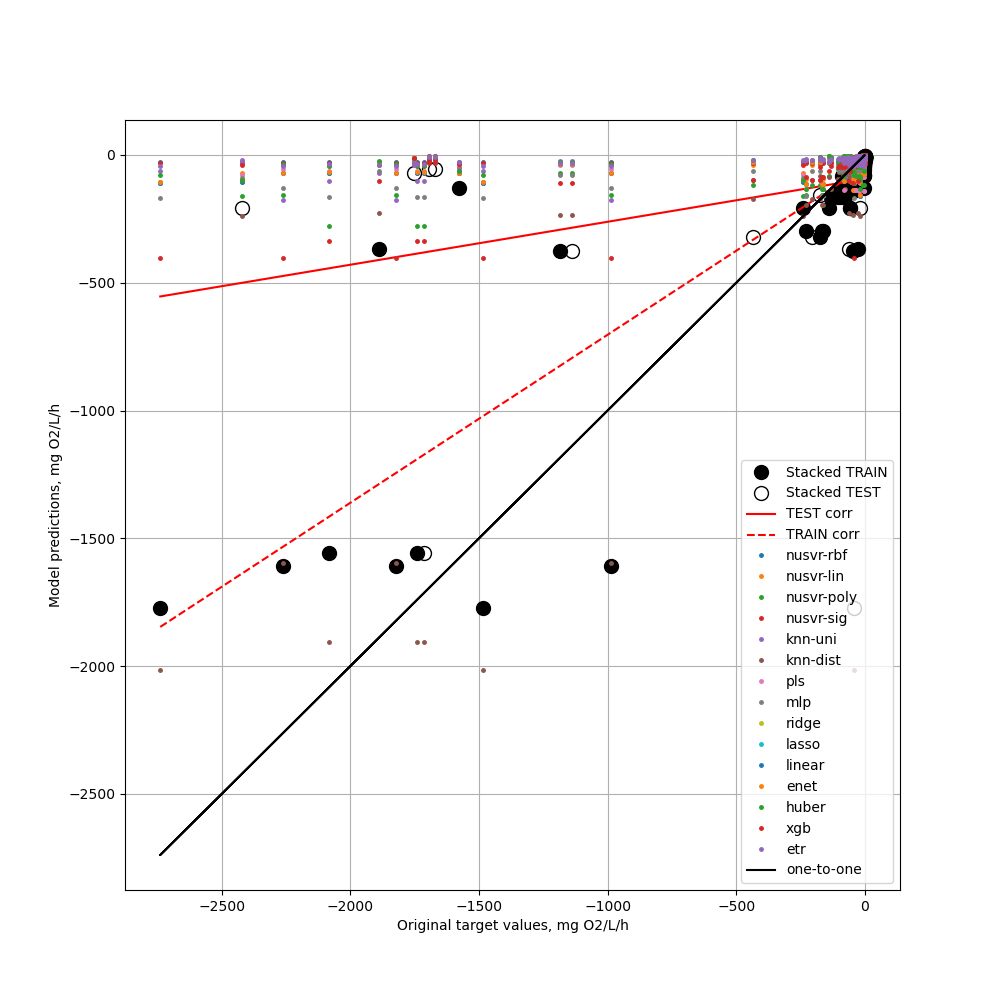 0
−500
−1000
−1500
−2000
−2500
Model predictions, mg O2/L/h
Stacked TRAIN
Stacked TEST
TEST corr
TRAIN corr
nusvr-rbf
nusvr-lin
nusvr-poly
nusvr-sig
knn-uni
knn-dist
pls
mlp
ridge
lasso
linear
enet
huber
xgb
etr
one-to-one
−2500
−2000
−1500
−1000
−500
0
Original target values, mg O2/L/h